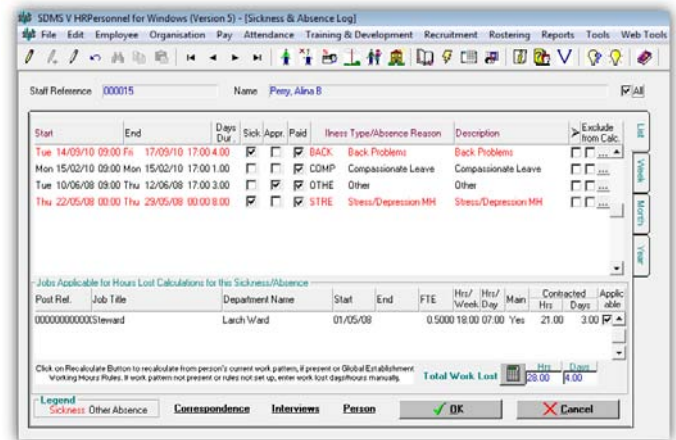 SDMS V HRPersonnel for Windows (Version 5) - [Sickness & Absence Log]
File Edit Employee Organisation Pay Attendance Training & Development Recruitment Rostering Reports Tools Web Tools
Staff Reference 000015 Name Perry, Alina B All
Start End Days Dur. Sick Appr. Paid Ilness Type/Absence Reason Description > Exclude from Calc.
Tue 14/09/10 09:00 Fri 17/09/10 17:00 4.00 BACK Back Problems Back Problems ...
Mon 15/02/10 09:00 Mon 15/02/10 17:00 1.00 COMP Compassionate Leave Compassionate Leave ...
Tue 10/06/08 09:00 Thu 12/06/08 17:00 3.00 OTHE Other Other ...
Thu 22/05/08 00:00 Thu 29/05/08 00:00 8.00 STRE Stress/Depression MH Stress/Depression MH ...
List
Week
Month
Year
Jobs Applicable for Hours Lost Calculations for this Sickness/Absence
Post Ref. Job Title Department Name Start End FTE Hrs/ Week Hrs/ Day Main Contracted Hrs Days Applic able
00000000000 Steward Larch Ward 01/05/08 0.5000 18.00 07.00 Yes 21.00 3.00
Click on Recalculate Button to recalculate from person's current work pattern, if present or Global Establishment
Working Hours Rules. If work pattern not present or rules not set up, enter work lost days/hours manually.
Total Work Lost Hrs 28.00 Days 4.00
Legend
Sickness Other Absence
Correspondence Interviews Person OK Cancel